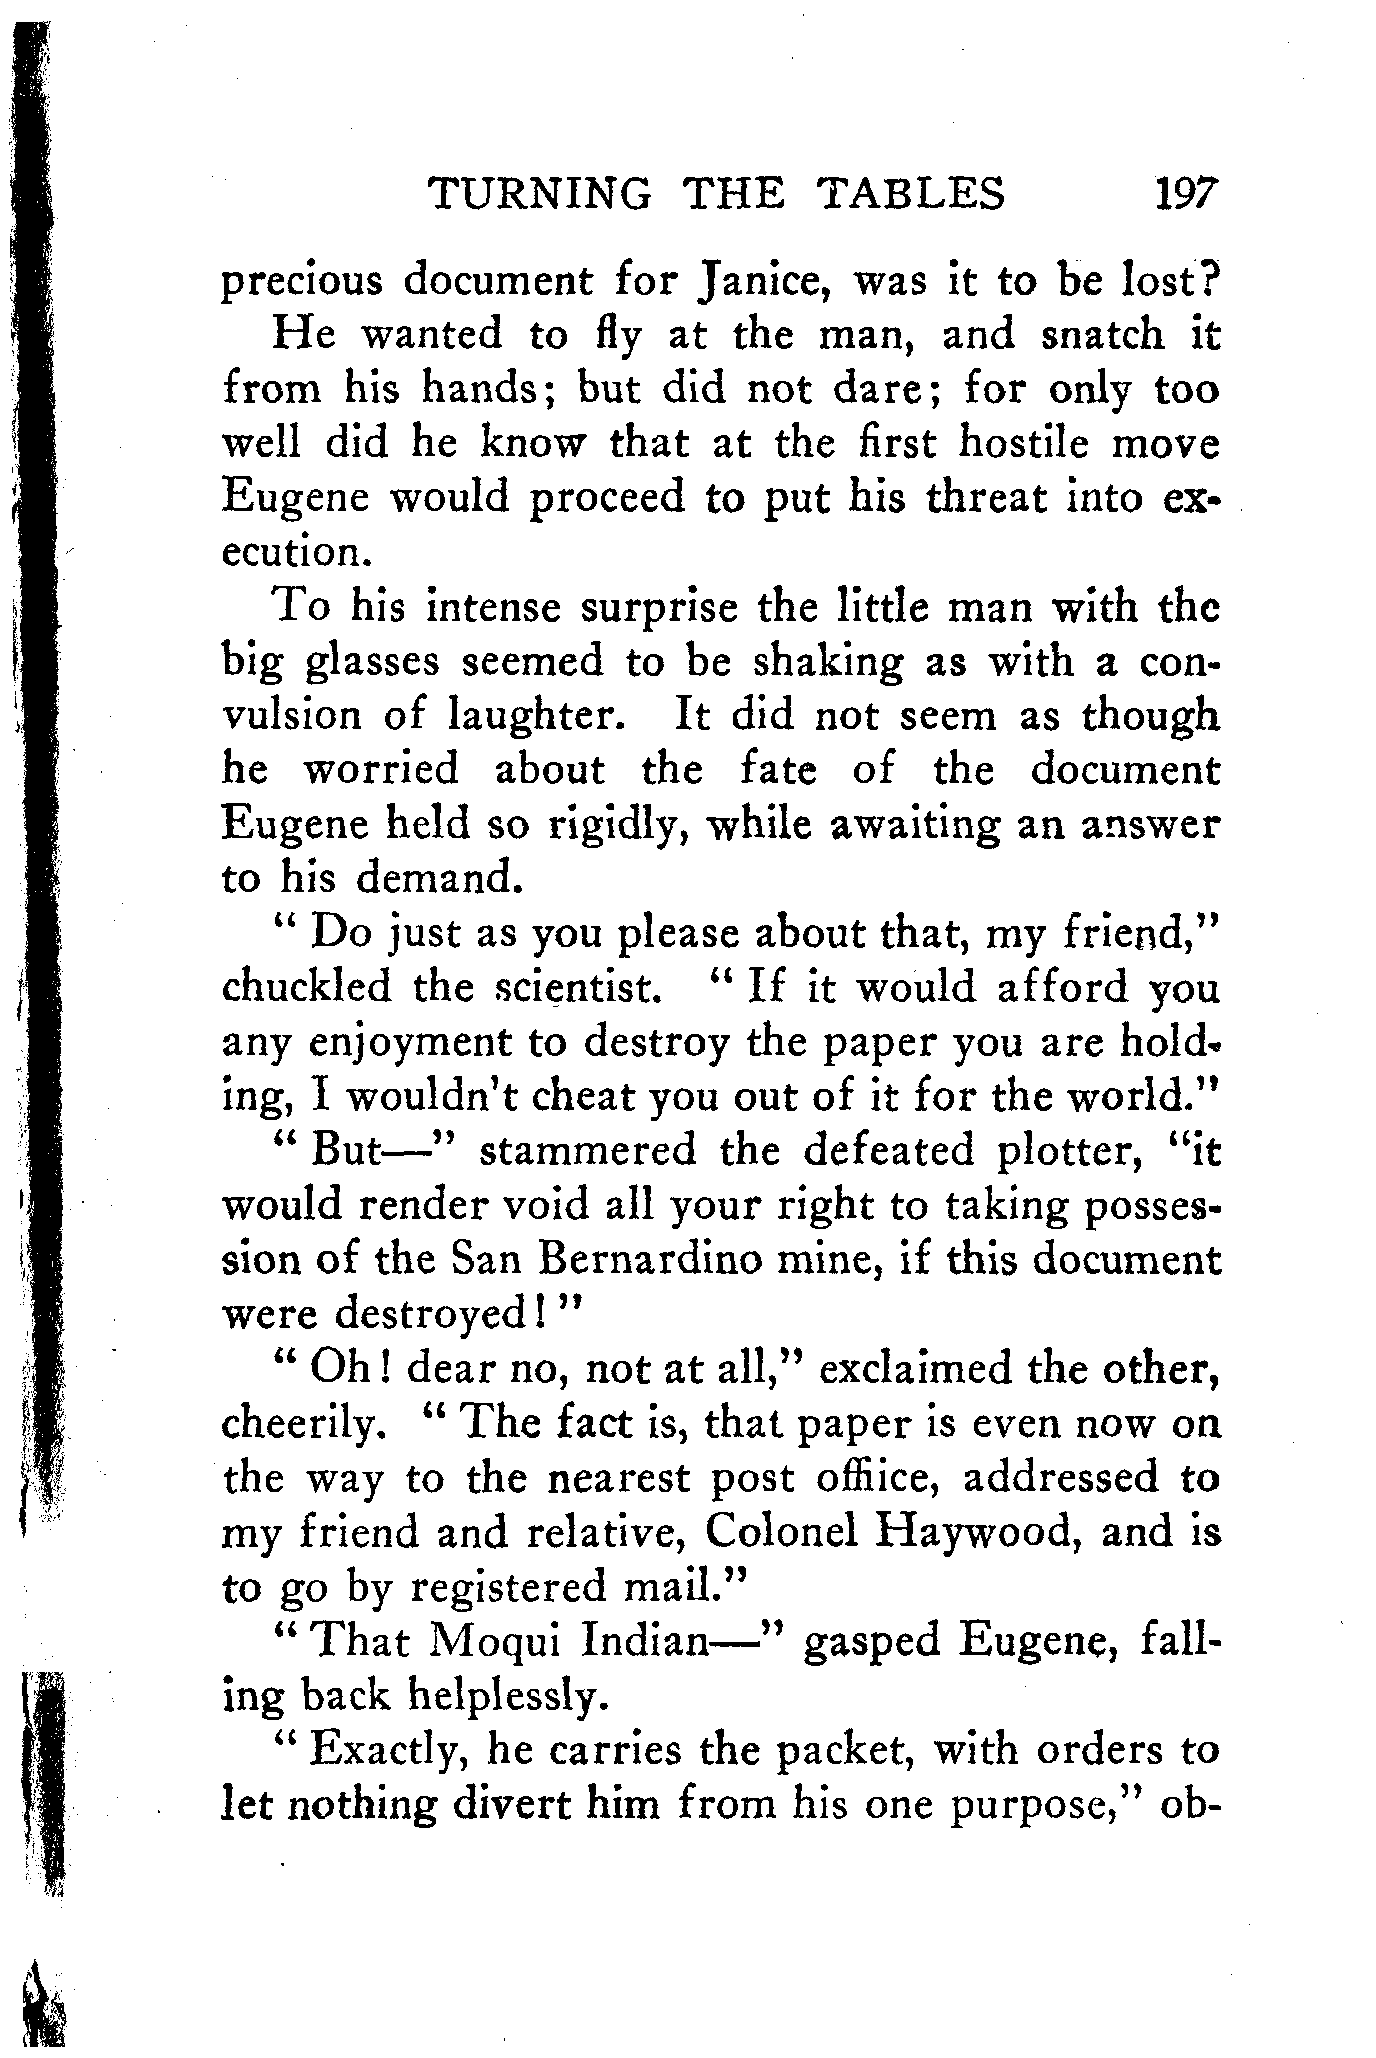 TURNING THE TABLES 197
precious document for Janice, was it to be lost?
He wanted to fly at the man, and snatch it
from his hands; but did not dare; for only too
well did he know that at the first hostile move
Eugene would proceed to put his threat into ex-
ecution.
To his intense surprise the little man with the
big glasses seemed to be shaking as with a con-
vulsion of laughter. It did not seem as though
he worried about the fate of the document
Eugene held so rigidly, while awaiting an answer
to his demand.
" Do just as you please about that, my friend,"
chuckled the scientist. " If it would afford you
any enjoyment to destroy the paper you are hold-
ing, I wouldn't cheat you out of it for the world."
" But—" stammered the defeated plotter, "it
would render void all your right to taking posses-
sion of the San Bernardino mine, if this document
were destroyed! "
" Oh! dear no, not at all," exclaimed the other,
cheerily. " The fact is, that paper is even now on
the way to the nearest post offiice, addressed to
my friend and relative, Colonel Haywood, and is
to go by registered mail."
" That Moqui Indian—" gasped Eugene, fall-
ing back helplessly.
" Exactly, he carries the packet, with orders to
let nothing divert him from his one purpose," ob-